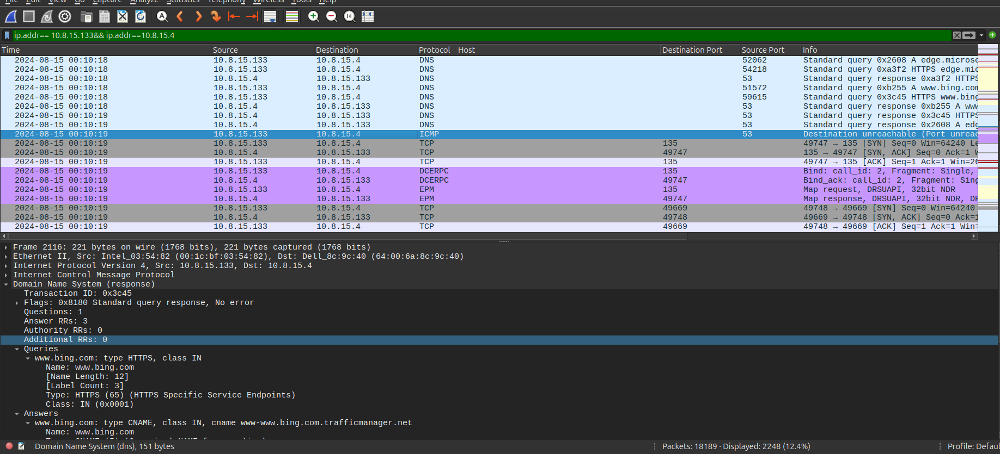 File Edit View Go Capture Analyze Statistics Telephony Wireless Tools Help
ip.addr== 10.8.15.133&& ip.addr==10.8.15.4
Time Source Destination Protocol Host Destination Port Source Port Info
2024-08-15 00:10:18 10.8.15.133 10.8.15.4 DNS 52062 Standard query 0x2608 A edge.microso
2024-08-15 00:10:18 10.8.15.133 10.8.15.4 DNS 54218 Standard query 0xa3f2 HTTPS edge.mic
2024-08-15 00:10:18 10.8.15.4 10.8.15.133 DNS 53 Standard query response 0xa3f2 HTTPS
2024-08-15 00:10:18 10.8.15.133 10.8.15.4 DNS 51572 Standard query 0xb255 A www.bing.com
2024-08-15 00:10:18 10.8.15.133 10.8.15.4 DNS 59615 Standard query 0x3c45 HTTPS www.bing
2024-08-15 00:10:18 10.8.15.4 10.8.15.133 DNS 53 Standard query response 0xb255 A www
2024-08-15 00:10:19 10.8.15.4 10.8.15.133 DNS 53 Standard query response 0x3c45 HTTPS
2024-08-15 00:10:19 10.8.15.4 10.8.15.133 DNS 53 Standard query response 0x2608 A edg
2024-08-15 00:10:19 10.8.15.133 10.8.15.4 ICMP 53 Destination unreachable (Port unreac
2024-08-15 00:10:19 10.8.15.133 10.8.15.4 TCP 135 49747 → 135 [SYN] Seq=0 Win=64240 Le
2024-08-15 00:10:19 10.8.15.4 10.8.15.133 TCP 49747 135 → 49747 [SYN, ACK] Seq=0 Ack=1 W
2024-08-15 00:10:19 10.8.15.133 10.8.15.4 TCP 135 49747 → 135 [ACK] Seq=1 Ack=1 Win=26
2024-08-15 00:10:19 10.8.15.133 10.8.15.4 DCERPC 135 Bind: call_id: 2, Fragment: Single,
2024-08-15 00:10:19 10.8.15.4 10.8.15.133 DCERPC 49747 Bind_ack: call_id: 2, Fragment: Sing
2024-08-15 00:10:19 10.8.15.133 10.8.15.4 EPM 135 Map request, DRSUAPI, 32bit NDR
2024-08-15 00:10:19 10.8.15.4 10.8.15.133 EPM 49747 Map response, DRSUAPI, 32bit NDR, DR
2024-08-15 00:10:19 10.8.15.133 10.8.15.4 TCP 49669 49748 → 49669 [SYN] Seq=0 Win=64240
2024-08-15 00:10:19 10.8.15.4 10.8.15.133 TCP 49748 49669 → 49748 [SYN, ACK] Seq=0 Ack=1
2024-08-15 00:10:19 10.8.15.133 10.8.15.4 TCP 49669 49748 → 49669 [ACK] Seq=1 Ack=1 Win=
Frame 2116: 221 bytes on wire (1768 bits), 221 bytes captured (1768 bits)
Ethernet II, Src: Intel_03:54:82 (00:1c:bf:03:54:82), Dst: Dell_8c:9c:40 (64:00:6a:8c:9c:40)
Internet Protocol Version 4, Src: 10.8.15.133, Dst: 10.8.15.4
Internet Control Message Protocol
Domain Name System (response)
Transaction ID: 0x3c45
Flags: 0x8180 Standard query response, No error
Questions: 1
Answer RRs: 3
Authority RRs: 0
Additional RRs: 0
Queries
www.bing.com: type HTTPS, class IN
Name: www.bing.com
[Name Length: 12]
[Label Count: 3]
Type: HTTPS (65) (HTTPS Specific Service Endpoints)
Class: IN (0x0001)
Answers
www.bing.com: type CNAME, class IN, cname www-www.bing.com.trafficmanager.net
Name: www.bing.com
Domain Name System (dns), 151 bytes Packets: 18189 · Displayed: 2248 (12.4%) Profile: Defau